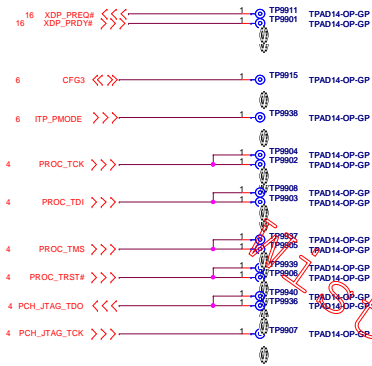 16 XDP_PREQ# 1 TP9911 TPAD14-OP-GP
16 XDP_PRDY# 1 TP9901 TPAD14-OP-GP
6 CFG3 1 TP9915 TPAD14-OP-GP
6 ITP_PMODE 1 TP9938 TPAD14-OP-GP
1 TP9904 TPAD14-OP-GP
4 PROC_TCK 1 TP9902 TPAD14-OP-GP
1 TP9908 TPAD14-OP-GP
4 PROC_TDI 1 TP9903 TPAD14-OP-GP
1 TP9937 TPAD14-OP-GP
4 PROC_TMS 1 TP9905 TPAD14-OP-GP
1 TP9939 TPAD14-OP-GP
4 PROC_TRST# 1 TP9906 TPAD14-OP-GP
1 TP9940 TPAD14-OP-GP
4 PCH_JTAG_TDO 1 TP9936 TPAD14-OP-GP
4 PCH_JTAG_TCK 1 TP9907 TPAD14-OP-GP